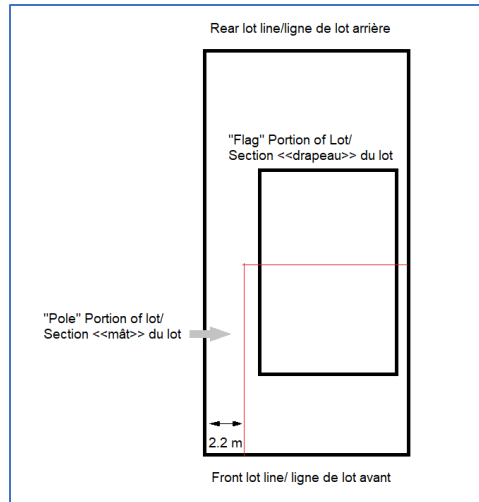 Rear lot line/ligne de lot arrière
"Flag" Portion of Lot/
Section <<drapeau>> du lot
"Pole" Portion of lot/
Section <<mât>> du lot
2.2 m
Front lot line/ ligne de lot avant